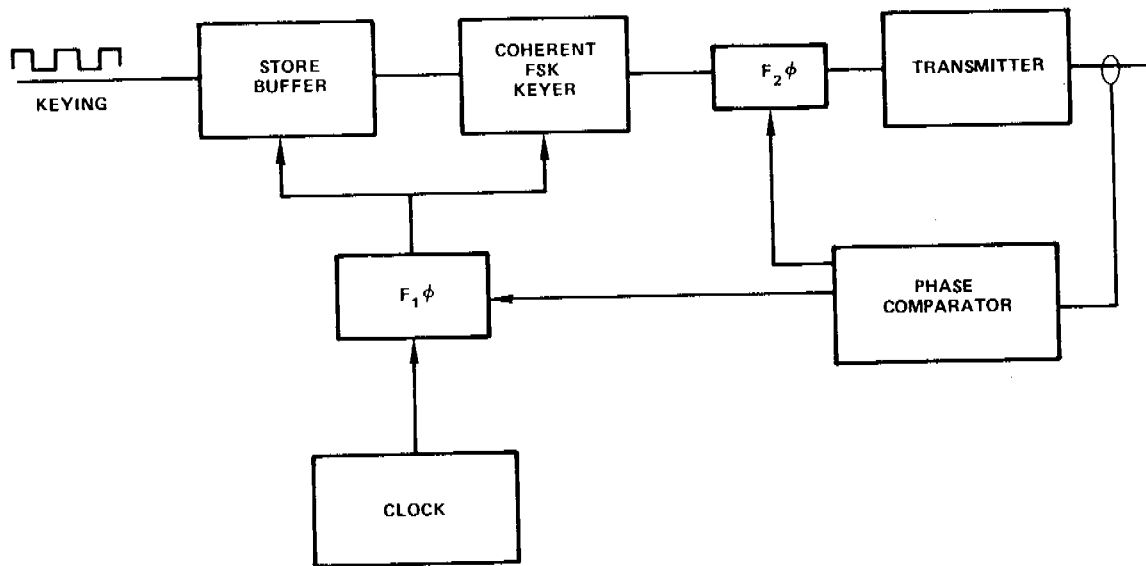 KEYING
STORE
BUFFER
COHERENT
FSK
KEYER
F₂ϕ
TRANSMITTER
F₁ϕ
PHASE
COMPARATOR
CLOCK